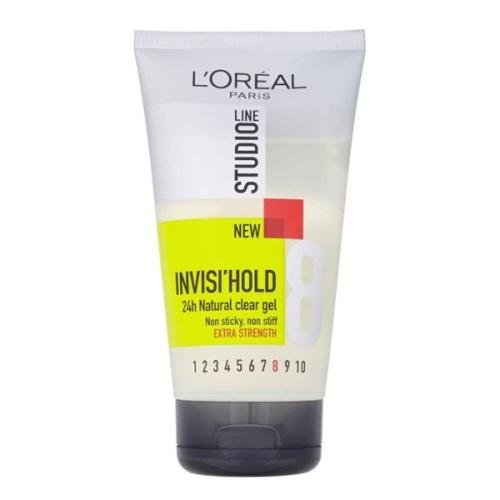 L'ORÉAL
PARiS
STUDIO LINE
NEW
INVISI'HOLD
24h Natural clear gel
Non sticky, non stiff
EXTRA STRENGTH
8
1 2 3 4 5 6 7 8 9 10